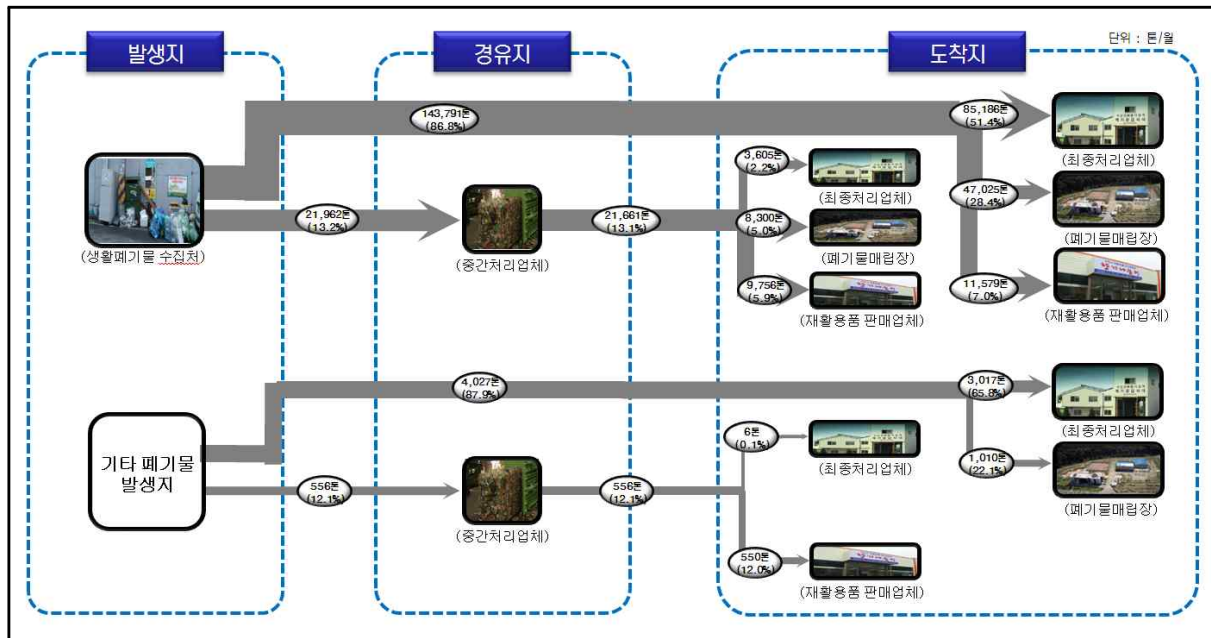 발생지
경유지
도착지
단위 : 톤/월
143,791톤
(86.8%)
85,186톤
(51.4%)
(최종처리업체)
3,605톤
(2.2%)
(최종처리업체)
47,025톤
(28.4%)
(폐기물매립장)
21,962톤
(13.2%)
21,661톤
(13.1%)
8,300톤
(5.0%)
(폐기물매립장)
(생활폐기물 수집처)
(중간처리업체)
9,756톤
(5.9%)
(재활용품 판매업체)
11,579톤
(7.0%)
(재활용품 판매업체)
4,027톤
(87.9%)
3,017톤
(65.8%)
(최종처리업체)
기타 폐기물
발생지
6톤
(0.1%)
(최종처리업체)
1,010톤
(22.1%)
(폐기물매립장)
556톤
(12.1%)
(중간처리업체)
556톤
(12.1%)
550톤
(12.0%)
(재활용품 판매업체)